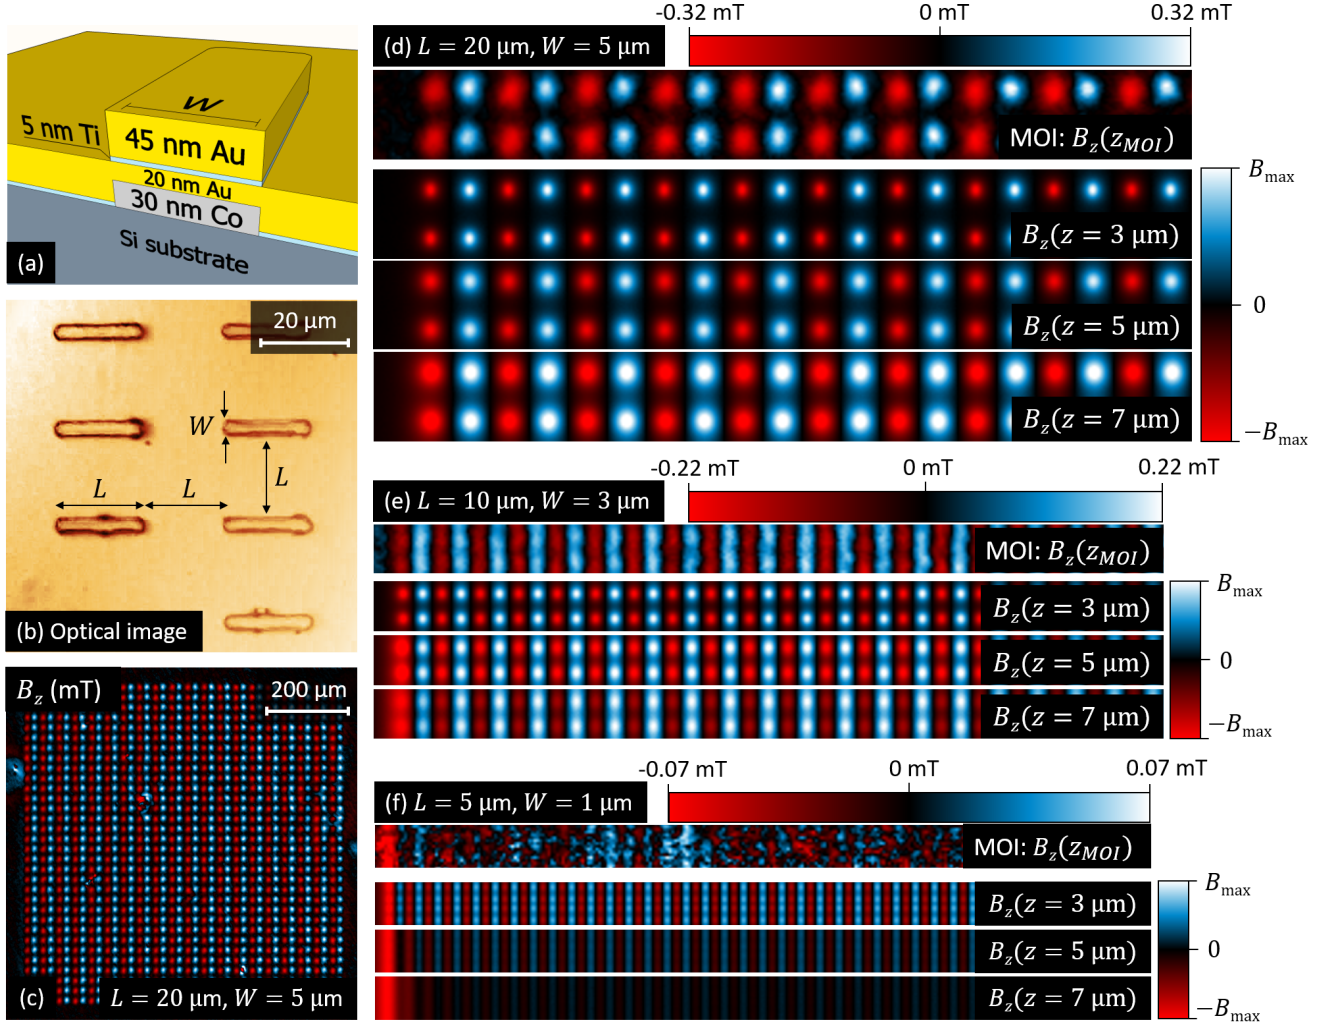 W
5 nm Ti
45 nm Au
20 nm Au
30 nm Co
Si substrate
(a)
20 μm
W
L
L
L
(b) Optical image
B_z (mT)
200 μm
(c)
L = 20 μm, W = 5 μm
-0.32 mT
0 mT
0.32 mT
(d) L = 20 μm, W = 5 μm
MOI: B_z(z_MOI)
B_z(z = 3 μm)
B_z(z = 5 μm)
B_z(z = 7 μm)
B_max
0
−B_max
-0.22 mT
0 mT
0.22 mT
(e) L = 10 μm, W = 3 μm
MOI: B_z(z_MOI)
B_z(z = 3 μm)
B_z(z = 5 μm)
B_z(z = 7 μm)
B_max
0
−B_max
-0.07 mT
0 mT
0.07 mT
(f) L = 5 μm, W = 1 μm
MOI: B_z(z_MOI)
B_z(z = 3 μm)
B_z(z = 5 μm)
B_z(z = 7 μm)
B_max
0
−B_max